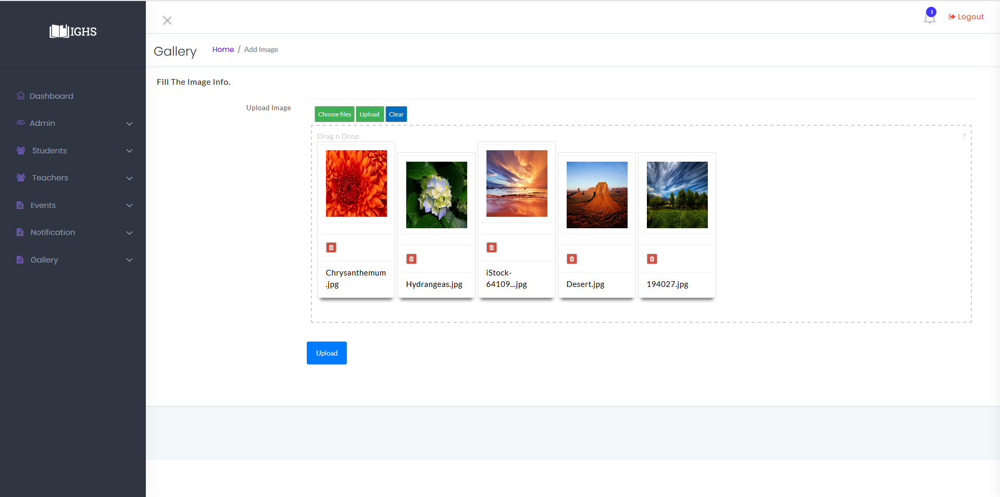 IGHS
1
Logout
Gallery
Home / Add Image
Fill The Image Info.
Dashboard
Admin
Students
Teachers
Events
Notification
Gallery
Upload Image
Choose files
Upload
Clear
Drag n Drop
?
Chrysanthemum
.jpg
Hydrangeas.jpg
iStock-
64109...jpg
Desert.jpg
194027.jpg
Upload